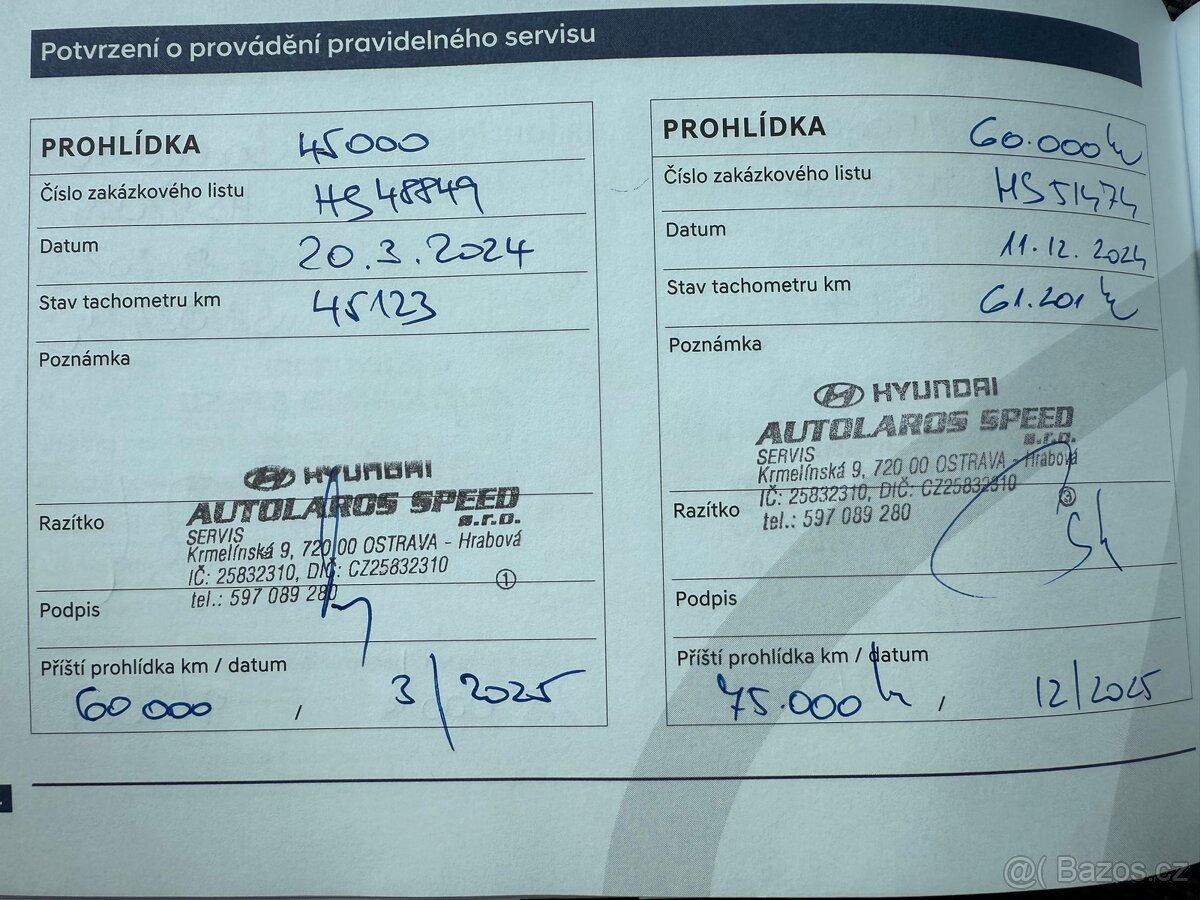 Potvrzení o provádění pravidelného servisu
PROHLÍDKA 45000
Číslo zakázkového listu HS48849
Datum 20.3.2024
Stav tachometru km 45123
Poznámka
HYUNDAI
AUTOLAROS SPEED
s.r.o.
SERVIS
Krmelínská 9, 720 00 OSTRAVA - Hrabová
IČ: 25832310, DIČ: CZ25832310
tel.: 597 089 280
1
Razítko
Podpis
Příští prohlídka km / datum
60000 / 3/2025
PROHLÍDKA 60.000
Číslo zakázkového listu HS51474
Datum 11.12.2024
Stav tachometru km 61.201
Poznámka
HYUNDAI
AUTOLAROS SPEED
s.r.o.
SERVIS
Krmelínská 9, 720 00 OSTRAVA - Hrabová
IČ: 25832310, DIČ: CZ25832310
tel.: 597 089 280
3
Razítko
Podpis
Příští prohlídka km / datum
75.000 / 12/2025
@( Bazos.cz